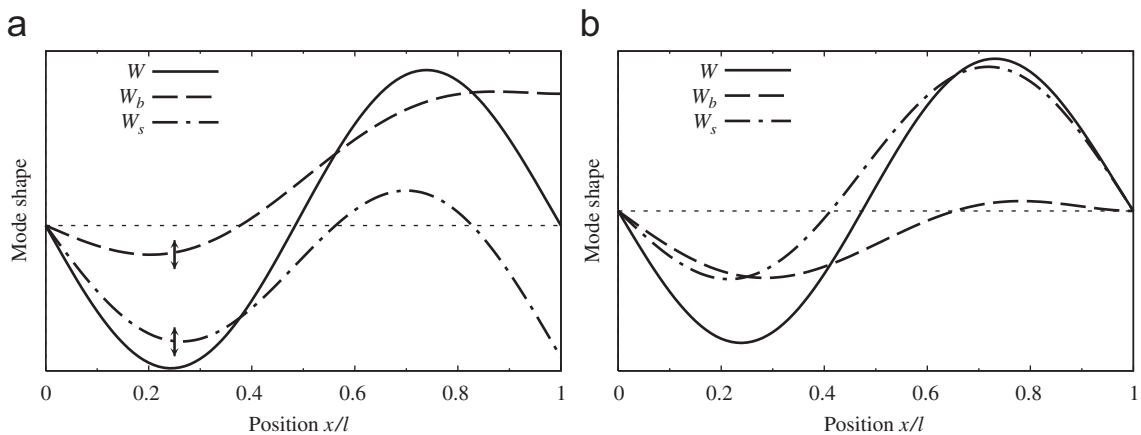 a
W
W_b
W_s
Mode shape
0
0.2
0.4
0.6
0.8
1
Position x/l
b
W
W_b
W_s
Mode shape
0
0.2
0.4
0.6
0.8
1
Position x/l